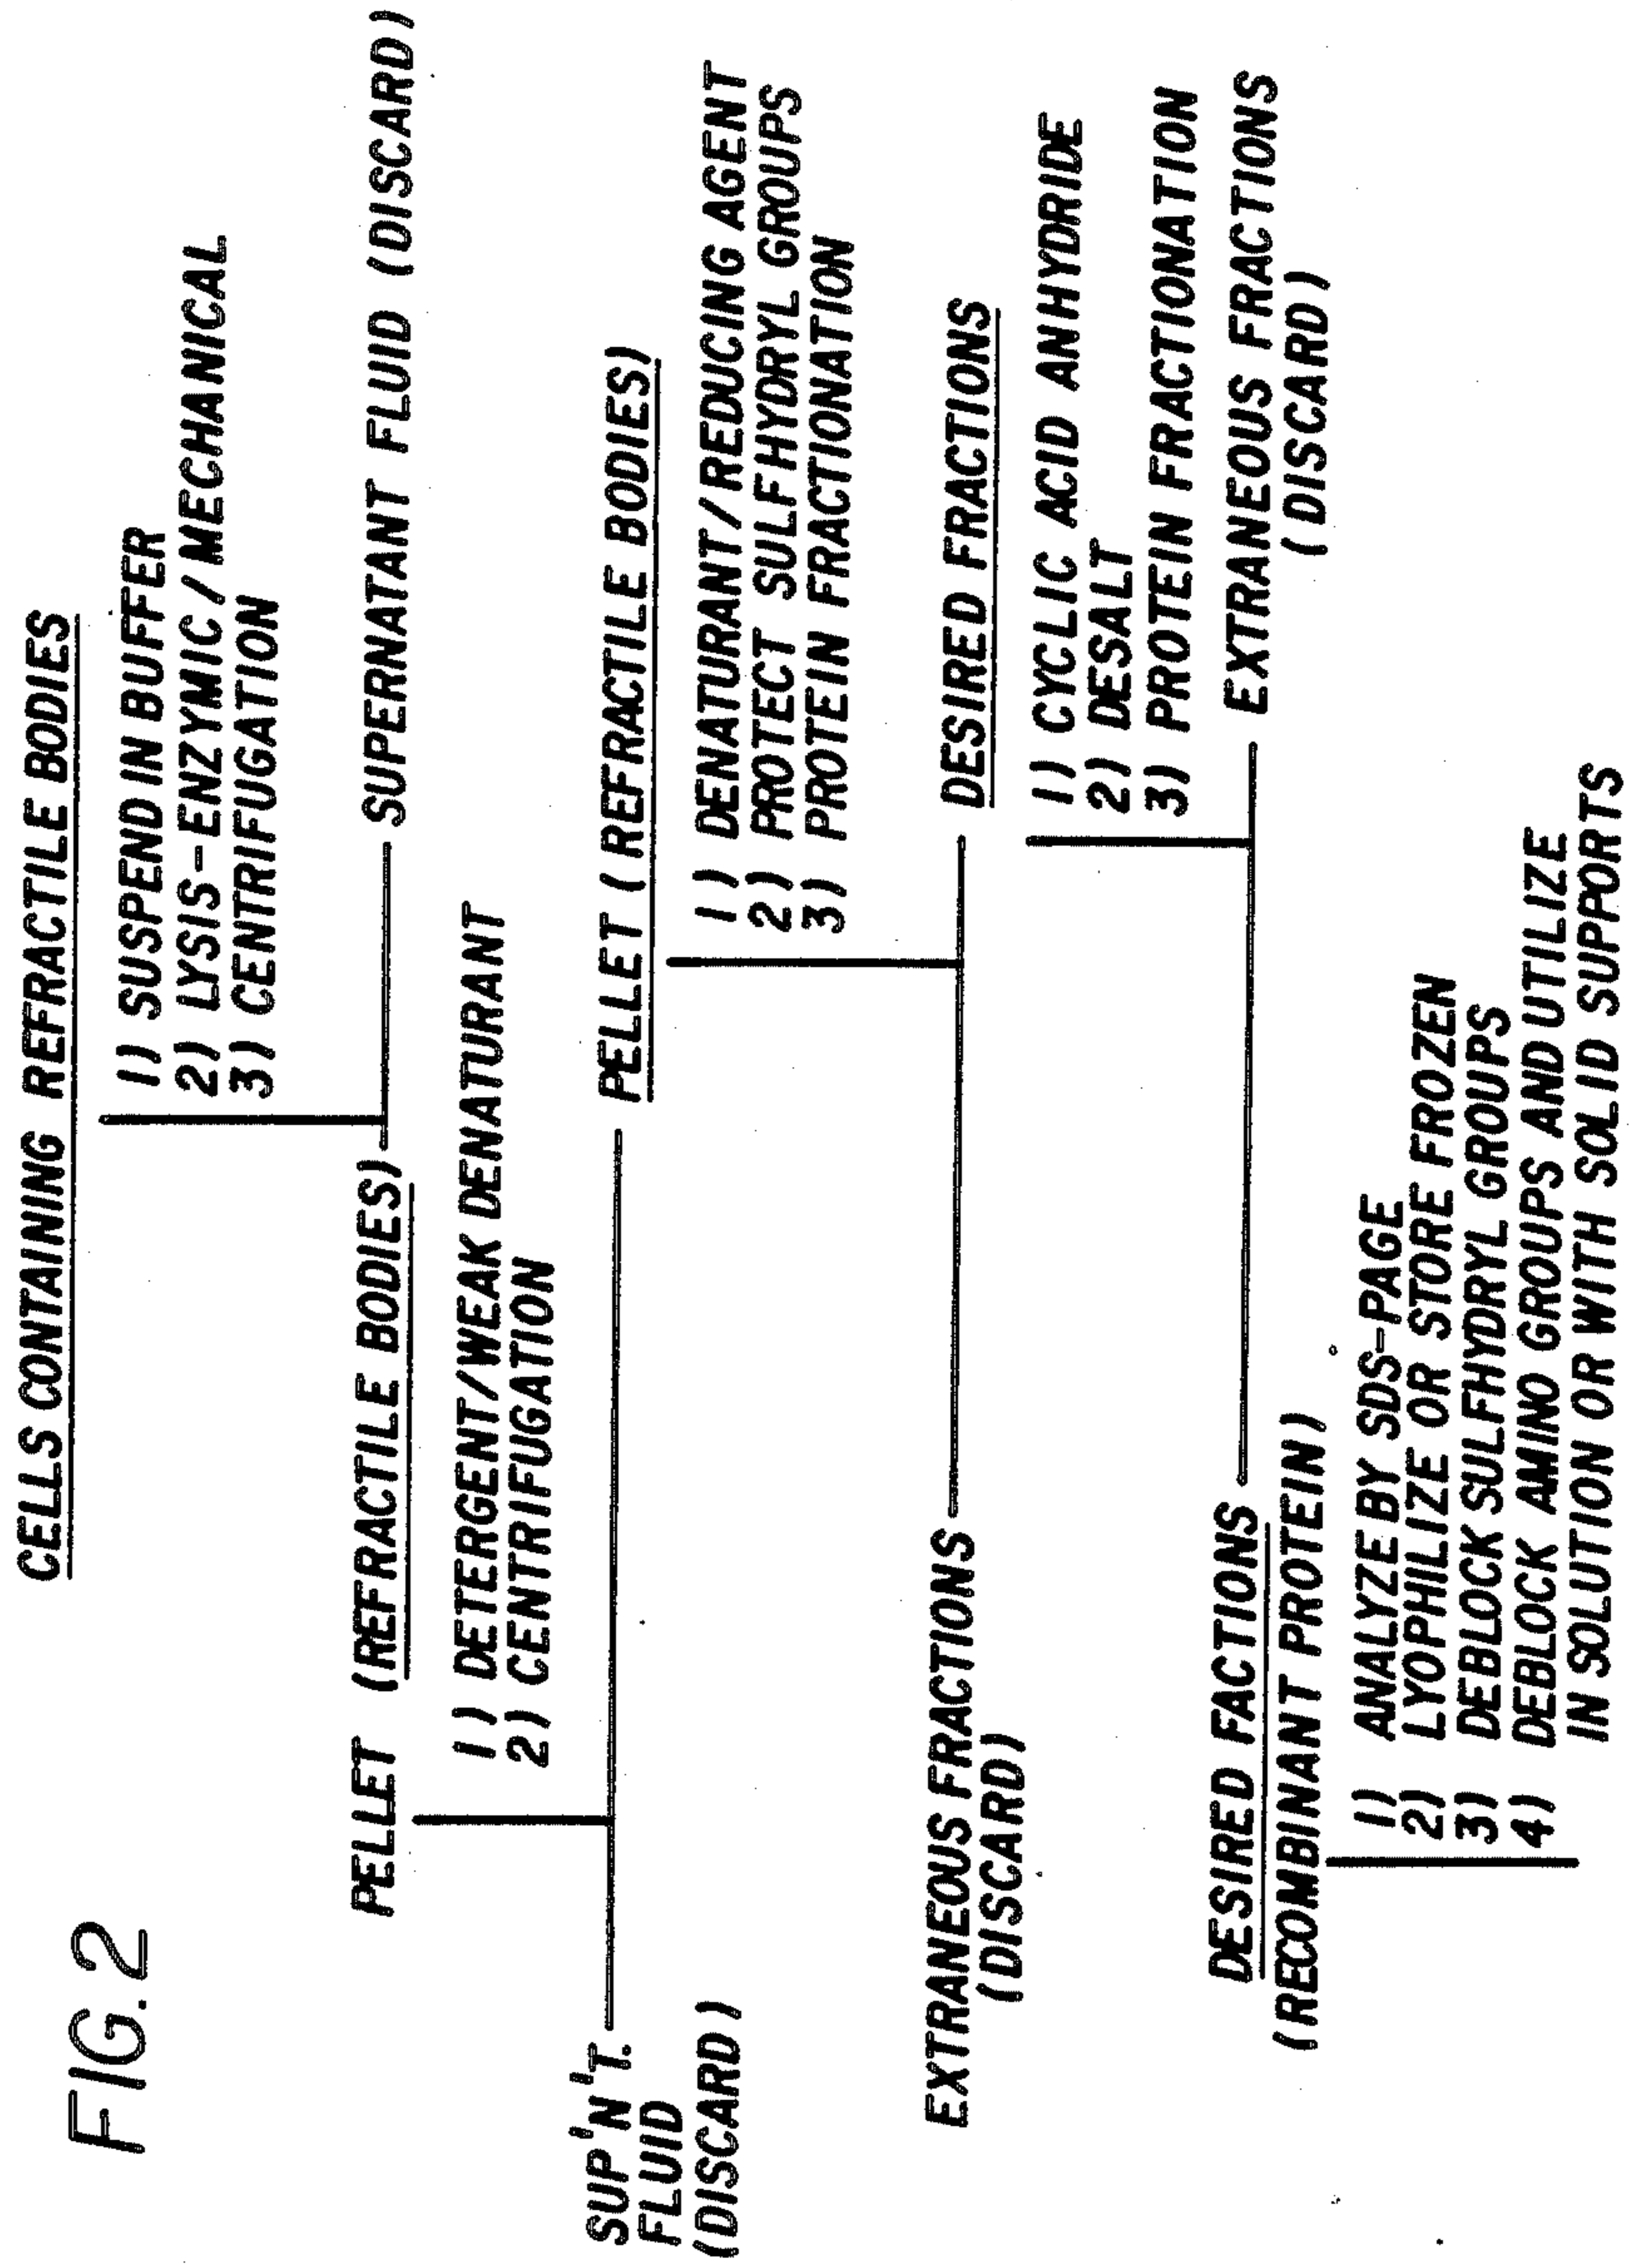 FIG. 2
CELLS CONTAINING REFRACTILE BODIES
1) SUSPEND IN BUFFER
2) LYSIS-ENZYMIC/MECHANICAL
3) CENTRIFUGATION
PELLET (REFRACTILE BODIES)
SUPERNATANT FLUID (DISCARD)
1) DETERGENT/WEAK DENATURANT
2) CENTRIFUGATION
SUP'N'T.
FLUID
(DISCARD)
PELLET (REFRACTILE BODIES)
1) DENATURANT/REDUCING AGENT
2) PROTECT SULFHYDRYL GROUPS
3) PROTEIN FRACTIONATION
EXTRANEOUS FRACTIONS
(DISCARD)
DESIRED FRACTIONS
1) CYCLIC ACID ANHYDRIDE
2) DESALT
3) PROTEIN FRACTIONATION
DESIRED FACTIONS
(RECOMBINANT PROTEIN)
EXTRANEOUS FRACTIONS
(DISCARD)
1) ANALYZE BY SDS-PAGE
2) LYOPHILIZE OR STORE FROZEN
3) DEBLOCK SULFHYDRYL GROUPS
4) DEBLOCK AMINO GROUPS AND UTILIZE
IN SOLUTION OR WITH SOLID SUPPORTS